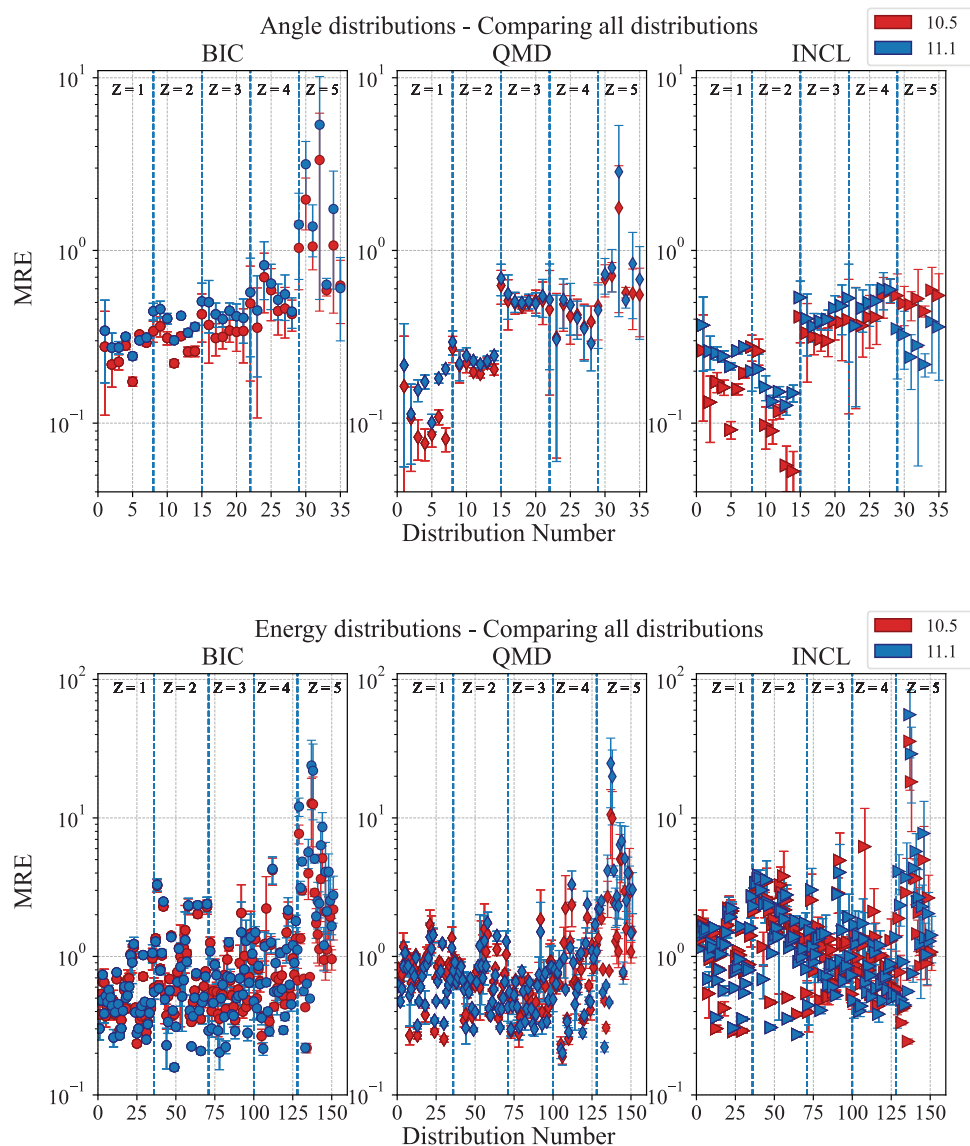 Angle distributions - Comparing all distributions
10.5
11.1
BIC
QMD
INCL
Z = 1 Z = 2 Z = 3 Z = 4 Z = 5
Z = 1 Z = 2 Z = 3 Z = 4 Z = 5
Z = 1 Z = 2 Z = 3 Z = 4 Z = 5
MRE
10^1
10^0
10^−1
10^1
10^0
10^−1
10^1
10^0
10^−1
0 5 10 15 20 25 30 35
0 5 10 15 20 25 30 35
0 5 10 15 20 25 30 35
Distribution Number
Energy distributions - Comparing all distributions
10.5
11.1
BIC
QMD
INCL
Z = 1 Z = 2 Z = 3 Z = 4 Z = 5
Z = 1 Z = 2 Z = 3 Z = 4 Z = 5
Z = 1 Z = 2 Z = 3 Z = 4 Z = 5
MRE
10^2
10^1
10^0
10^−1
10^2
10^1
10^0
10^−1
10^2
10^1
10^0
10^−1
0 25 50 75 100 125 150
0 25 50 75 100 125 150
0 25 50 75 100 125 150
Distribution Number